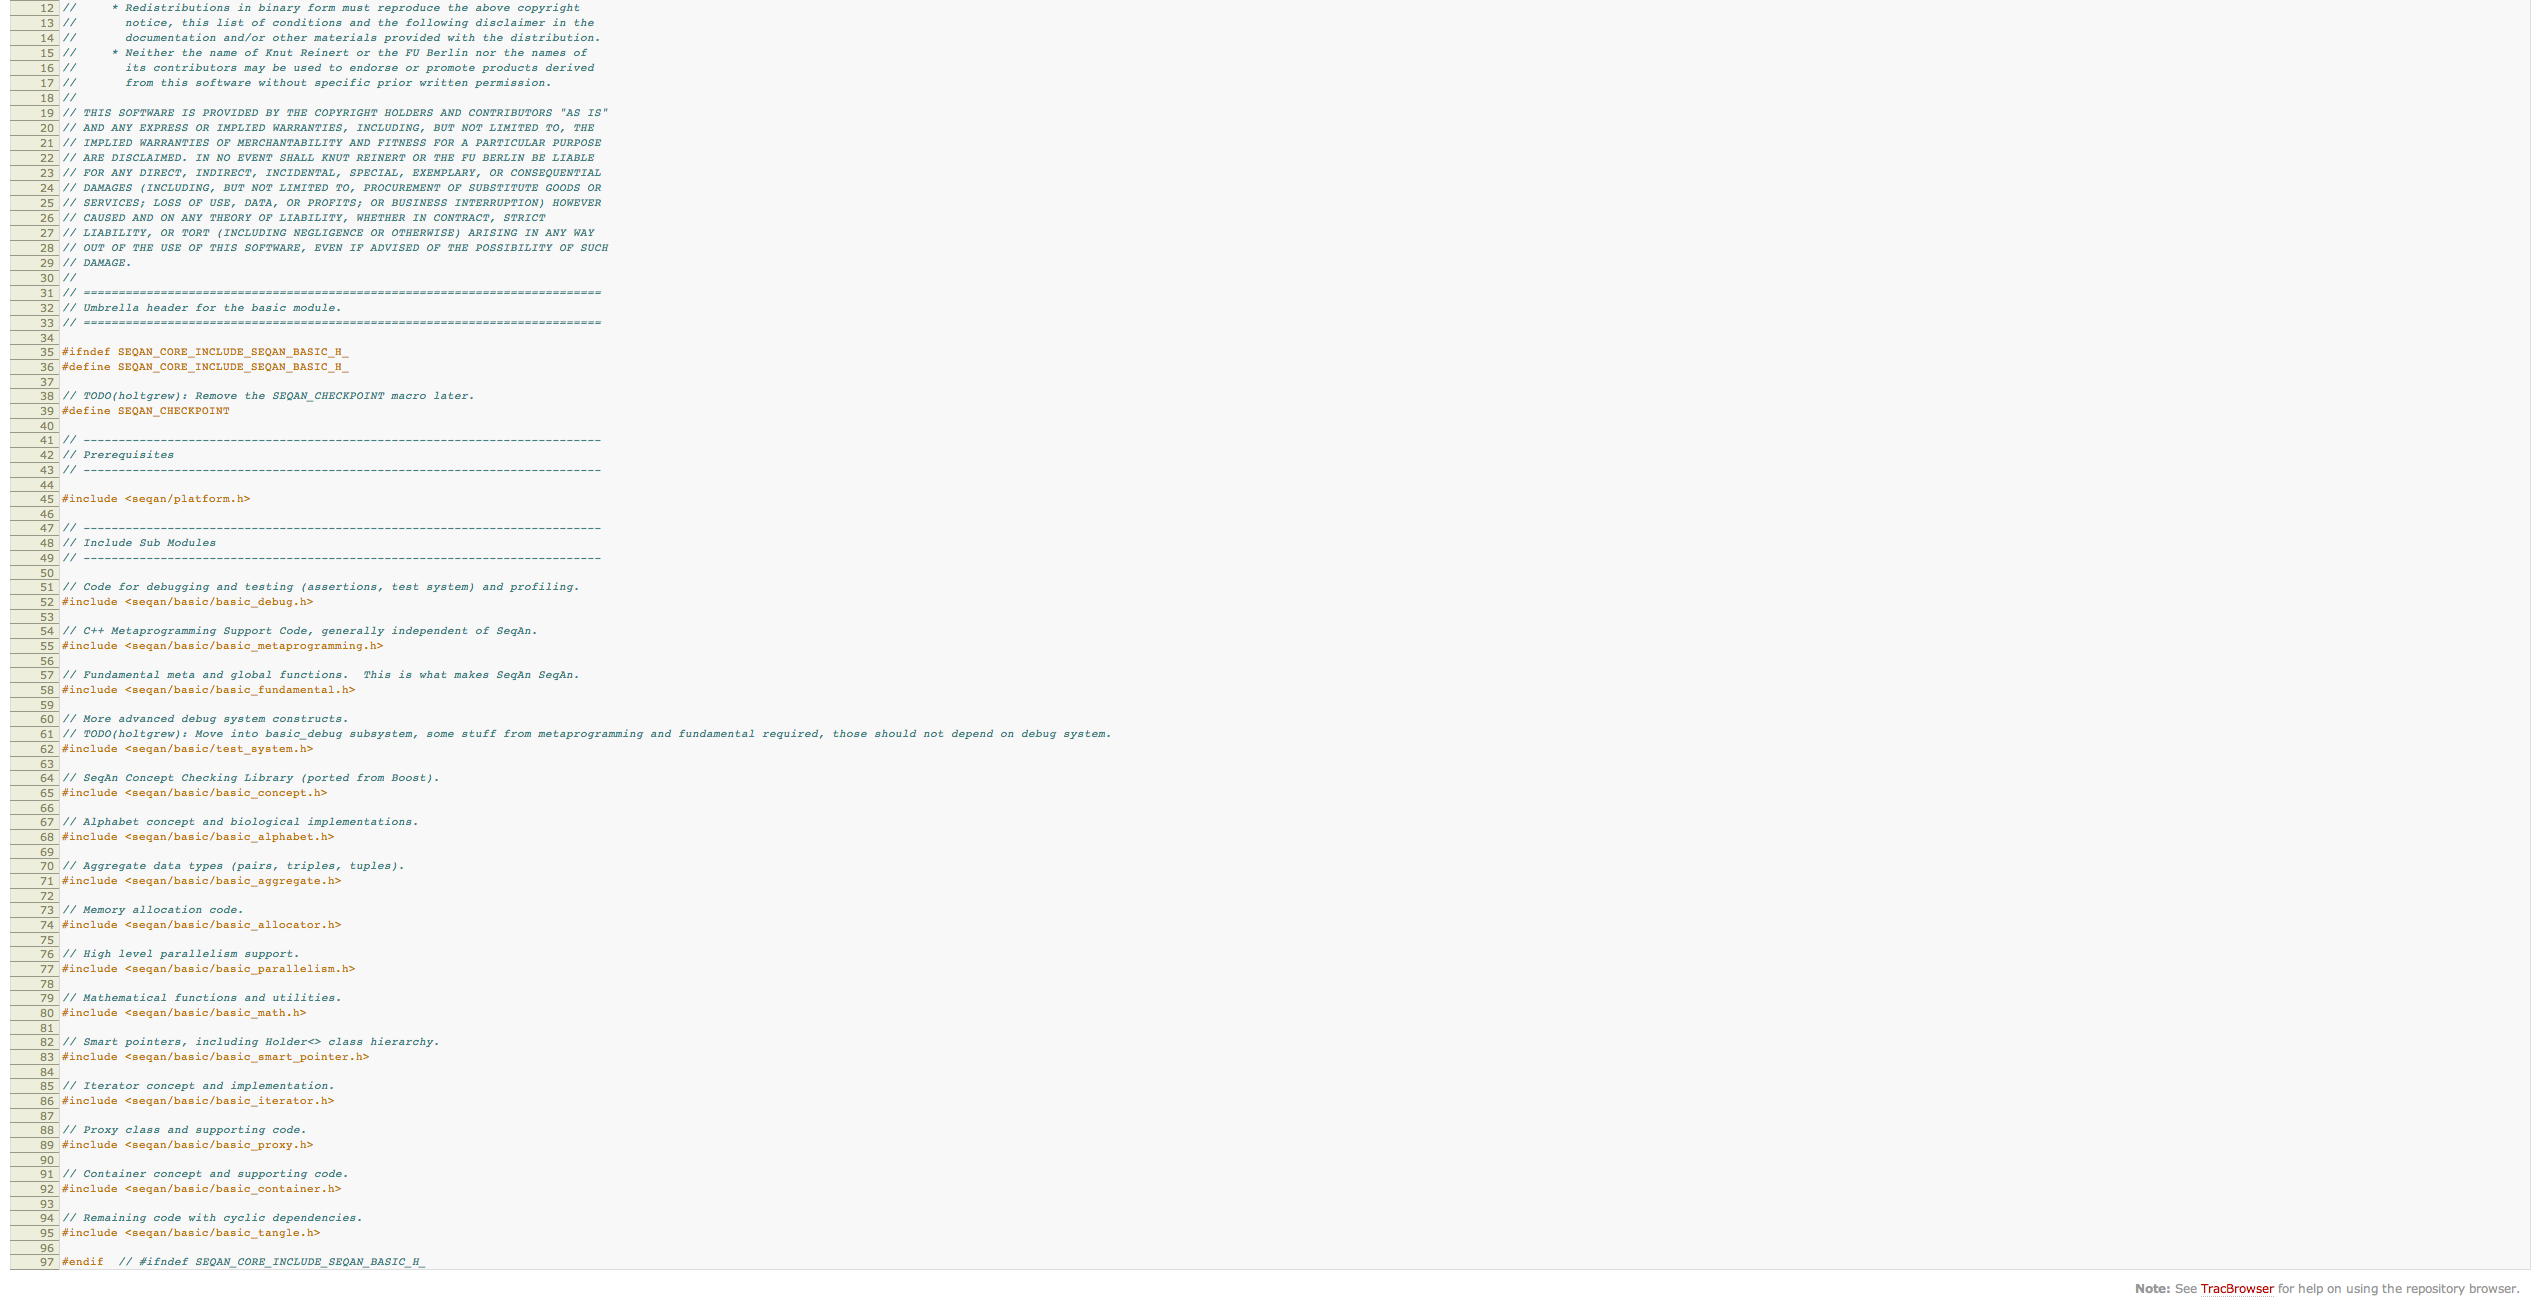 12 //     * Redistributions in binary form must reproduce the above copyright
13 //       notice, this list of conditions and the following disclaimer in the
14 //       documentation and/or other materials provided with the distribution.
15 //     * Neither the name of Knut Reinert or the FU Berlin nor the names of
16 //       its contributors may be used to endorse or promote products derived
17 //       from this software without specific prior written permission.
18 //
19 // THIS SOFTWARE IS PROVIDED BY THE COPYRIGHT HOLDERS AND CONTRIBUTORS "AS IS"
20 // AND ANY EXPRESS OR IMPLIED WARRANTIES, INCLUDING, BUT NOT LIMITED TO, THE
21 // IMPLIED WARRANTIES OF MERCHANTABILITY AND FITNESS FOR A PARTICULAR PURPOSE
22 // ARE DISCLAIMED. IN NO EVENT SHALL KNUT REINERT OR THE FU BERLIN BE LIABLE
23 // FOR ANY DIRECT, INDIRECT, INCIDENTAL, SPECIAL, EXEMPLARY, OR CONSEQUENTIAL
24 // DAMAGES (INCLUDING, BUT NOT LIMITED TO, PROCUREMENT OF SUBSTITUTE GOODS OR
25 // SERVICES; LOSS OF USE, DATA, OR PROFITS; OR BUSINESS INTERRUPTION) HOWEVER
26 // CAUSED AND ON ANY THEORY OF LIABILITY, WHETHER IN CONTRACT, STRICT
27 // LIABILITY, OR TORT (INCLUDING NEGLIGENCE OR OTHERWISE) ARISING IN ANY WAY
28 // OUT OF THE USE OF THIS SOFTWARE, EVEN IF ADVISED OF THE POSSIBILITY OF SUCH
29 // DAMAGE.
30 //
31 // ==========================================================================
32 // Umbrella header for the basic module.
33 // ==========================================================================
34
35 #ifndef SEQAN_CORE_INCLUDE_SEQAN_BASIC_H_
36 #define SEQAN_CORE_INCLUDE_SEQAN_BASIC_H_
37
38 // TODO(holtgrew): Remove the SEQAN_CHECKPOINT macro later.
39 #define SEQAN_CHECKPOINT
40
41 // --------------------------------------------------------------------------
42 // Prerequisites
43 // --------------------------------------------------------------------------
44
45 #include <seqan/platform.h>
46
47 // --------------------------------------------------------------------------
48 // Include Sub Modules
49 // --------------------------------------------------------------------------
50
51 // Code for debugging and testing (assertions, test system) and profiling.
52 #include <seqan/basic/basic_debug.h>
53
54 // C++ Metaprogramming Support Code, generally independent of SeqAn.
55 #include <seqan/basic/basic_metaprogramming.h>
56
57 // Fundamental meta and global functions.  This is what makes SeqAn SeqAn.
58 #include <seqan/basic/basic_fundamental.h>
59
60 // More advanced debug system constructs.
61 // TODO(holtgrew): Move into basic_debug subsystem, some stuff from metaprogramming and fundamental required, those should not depend on debug system.
62 #include <seqan/basic/test_system.h>
63
64 // SeqAn Concept Checking Library (ported from Boost).
65 #include <seqan/basic/basic_concept.h>
66
67 // Alphabet concept and biological implementations.
68 #include <seqan/basic/basic_alphabet.h>
69
70 // Aggregate data types (pairs, triples, tuples).
71 #include <seqan/basic/basic_aggregate.h>
72
73 // Memory allocation code.
74 #include <seqan/basic/basic_allocator.h>
75
76 // High level parallelism support.
77 #include <seqan/basic/basic_parallelism.h>
78
79 // Mathematical functions and utilities.
80 #include <seqan/basic/basic_math.h>
81
82 // Smart pointers, including Holder<> class hierarchy.
83 #include <seqan/basic/basic_smart_pointer.h>
84
85 // Iterator concept and implementation.
86 #include <seqan/basic/basic_iterator.h>
87
88 // Proxy class and supporting code.
89 #include <seqan/basic/basic_proxy.h>
90
91 // Container concept and supporting code.
92 #include <seqan/basic/basic_container.h>
93
94 // Remaining code with cyclic dependencies.
95 #include <seqan/basic/basic_tangle.h>
96
97 #endif  // #ifndef SEQAN_CORE_INCLUDE_SEQAN_BASIC_H_
Note: See TracBrowser for help on using the repository browser.